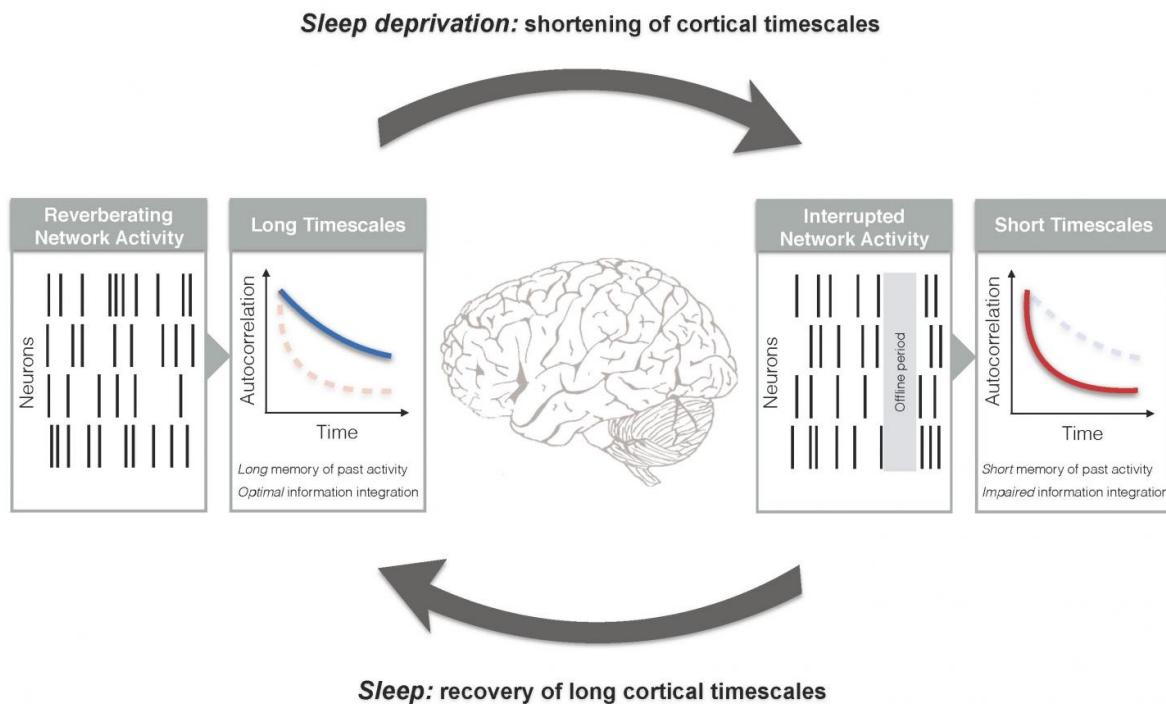 Sleep deprivation: shortening of cortical timescales
Reverberating
Network Activity
Neurons
Long Timescales
Autocorrelation
Time
Long memory of past activity
Optimal information integration
Interrupted
Network Activity
Neurons
Offline period
Short Timescales
Autocorrelation
Time
Short memory of past activity
Impaired information integration
Sleep: recovery of long cortical timescales